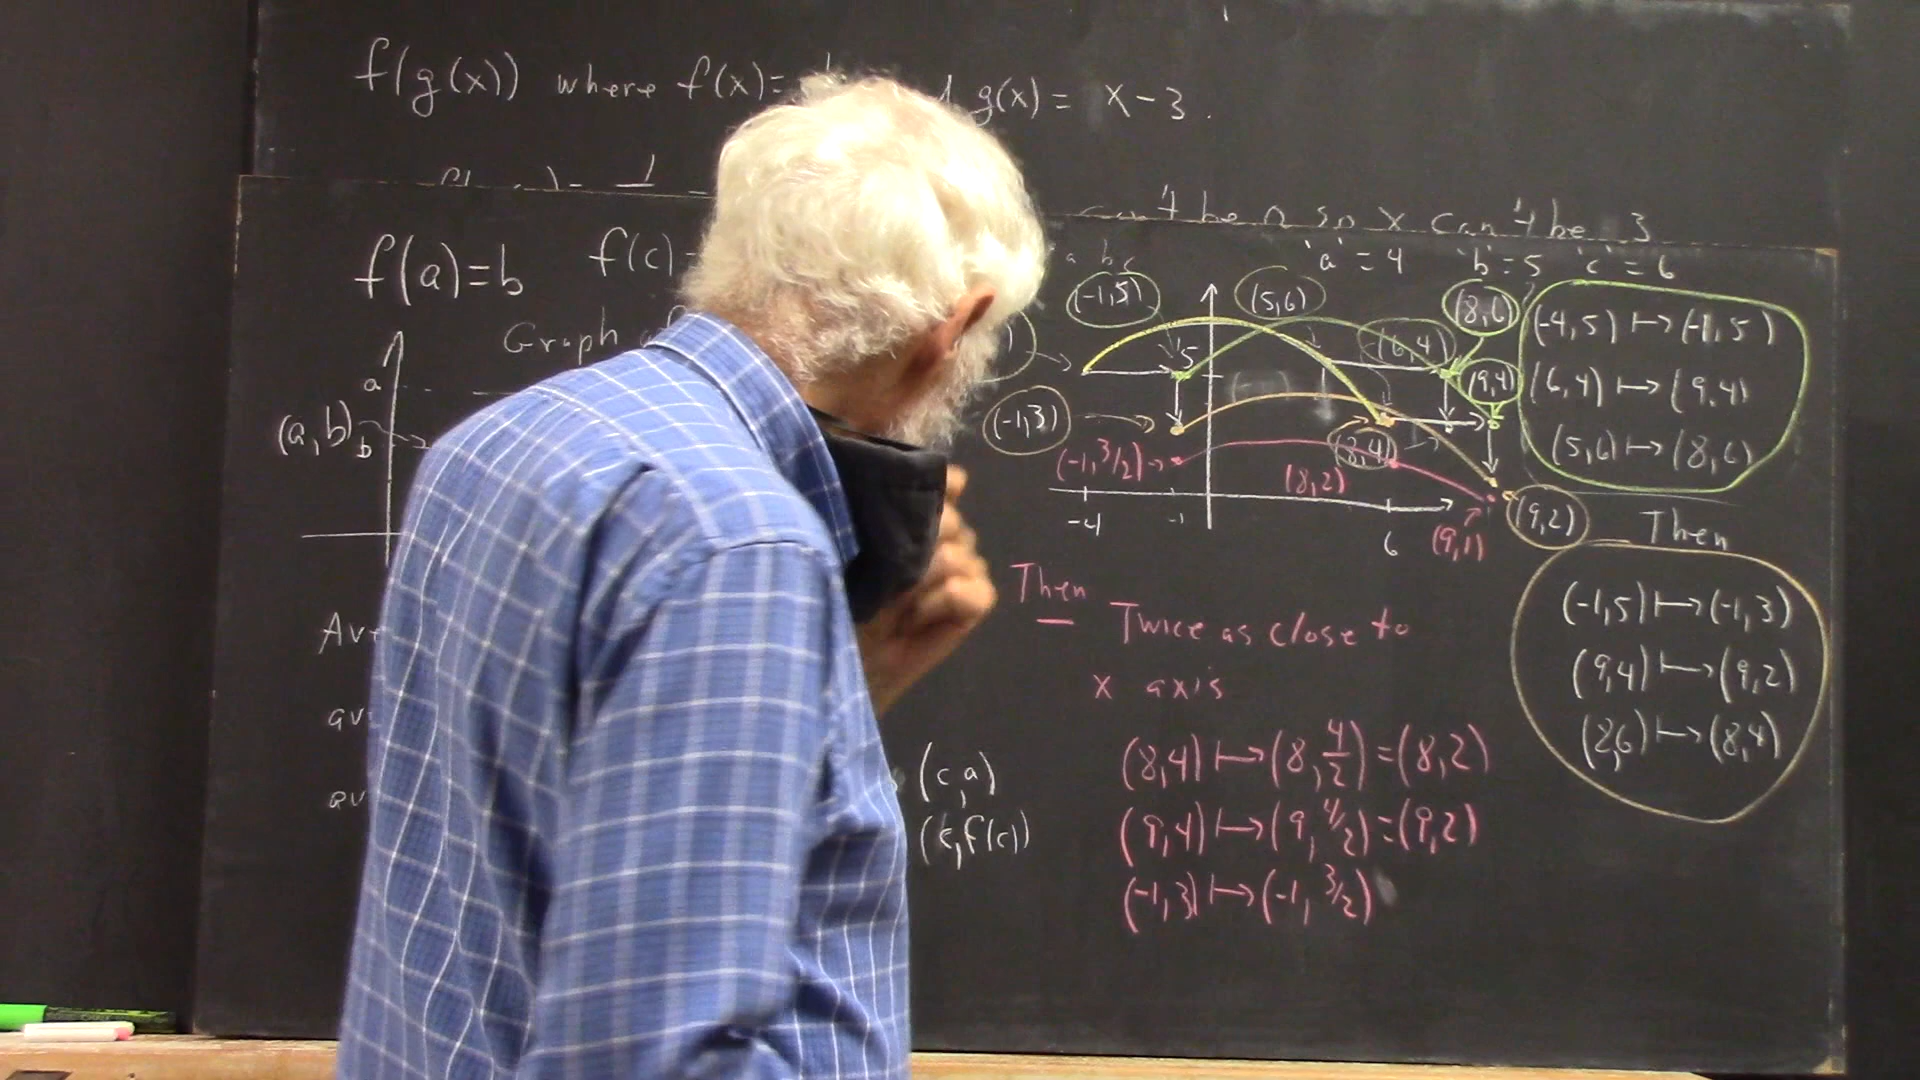 f(g(x)) where f(x)= g(x) = x-3.
can't be 0 so x can't be 3
f(a)=b f(c)
a b c
'a'=4 'b'=5 'c'=6
Graph
a
(a,b)
b
(-1,5) (5,6) (8,6)
5 (6,4) (9,4)
(-1,3) (8,4)
(-1, 3/2) (8,2) (9,2)
-4 -1 6 (9,1)
(-4,5) ↦ (-1,5)
(6,4) ↦ (9,4)
(5,6) ↦ (8,6)
Then
(-1,5) ↦ (-1,3)
(9,4) ↦ (9,2)
(8,6) ↦ (8,4)
Then
Twice as close to
x axis
(8,4) ↦ (8, 4/2) = (8,2)
(9,4) ↦ (9, 4/2) = (9,2)
(-1,3) ↦ (-1, 3/2)
(c,a)
(c,f(c))